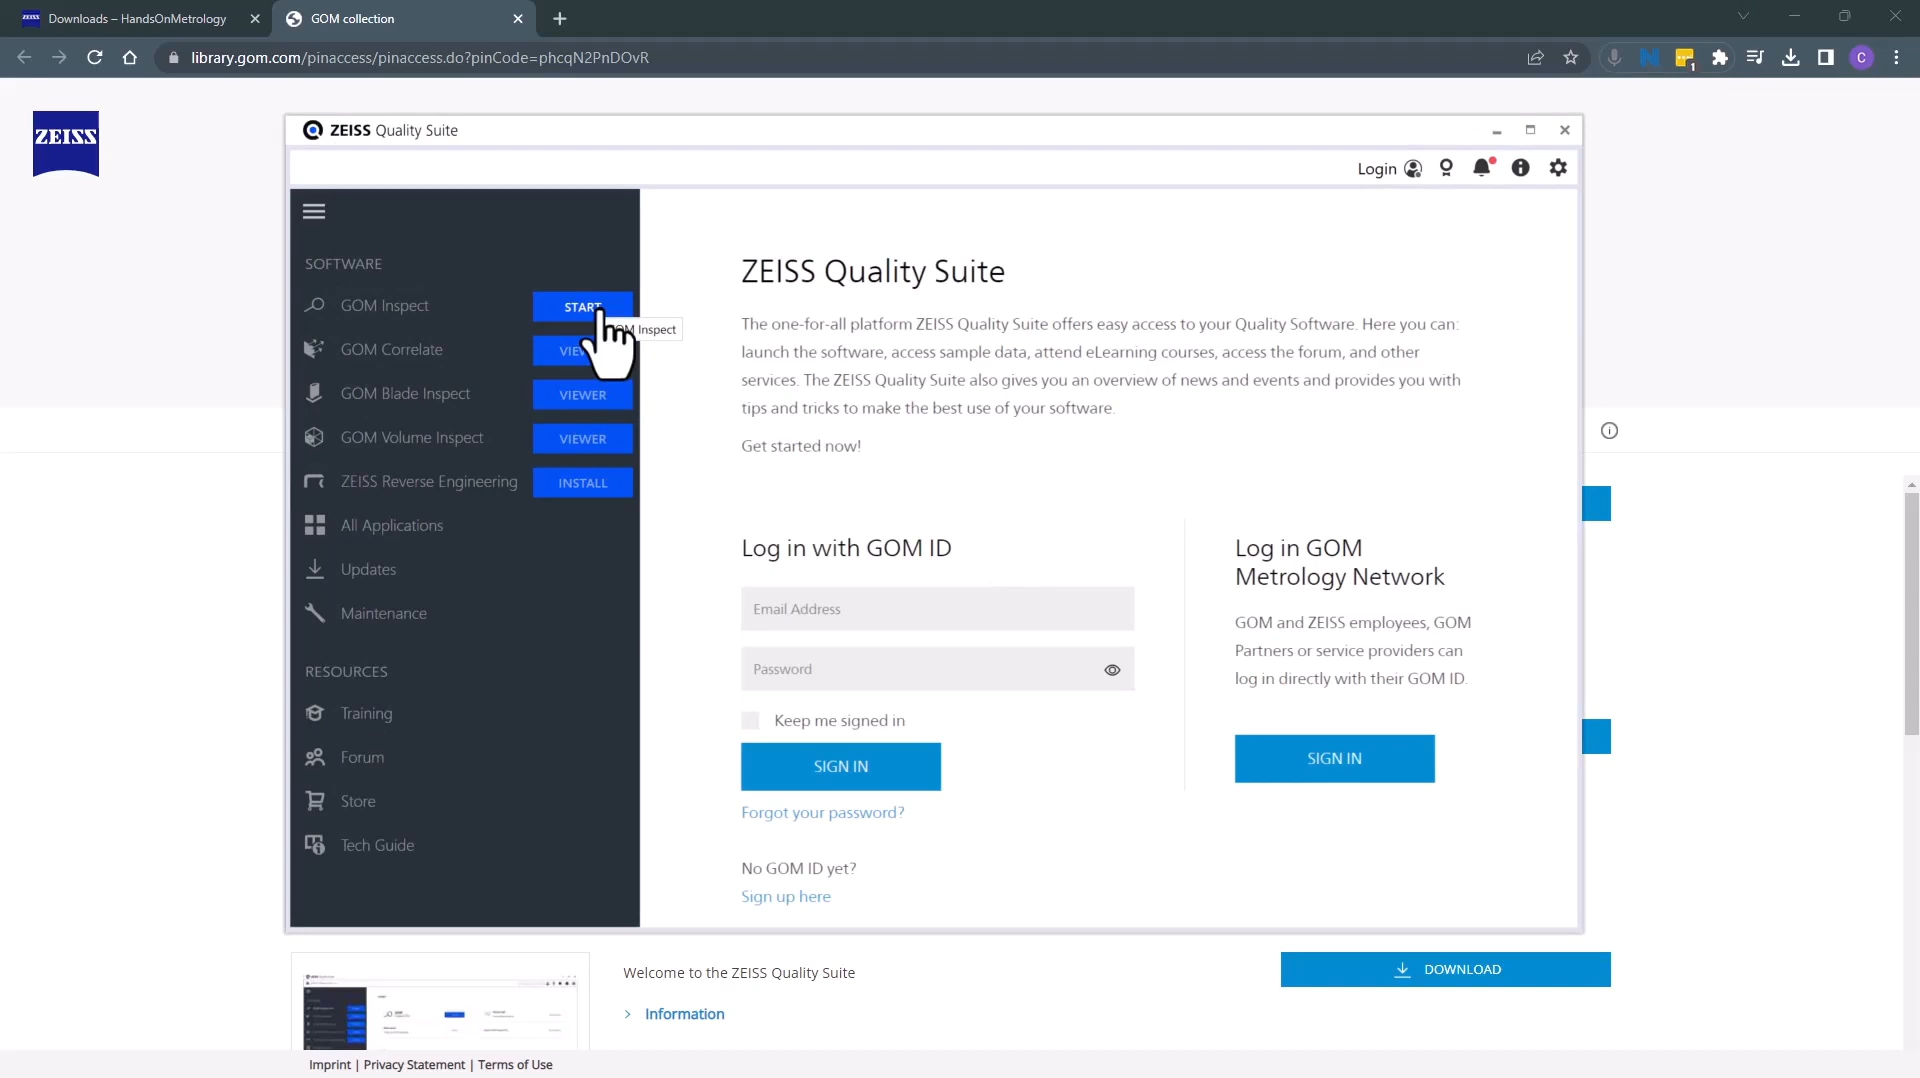 Downloads – HandsOnMetrology
GOM collection
library.gom.com/pinaccess/pinaccess.do?pinCode=phcqN2PnDOvR
1
C
ZEISS
ZEISS Quality Suite
Login
SOFTWARE
GOM Inspect
START
GOM Inspect
GOM Correlate
GOM Blade Inspect
VIEWER
GOM Volume Inspect
VIEWER
ZEISS Reverse Engineering
INSTALL
All Applications
Updates
Maintenance
RESOURCES
Training
Forum
Store
Tech Guide
ZEISS Quality Suite
The one-for-all platform ZEISS Quality Suite offers easy access to your Quality Software. Here you can:
launch the software, access sample data, attend eLearning courses, access the forum, and other
services. The ZEISS Quality Suite also gives you an overview of news and events and provides you with
tips and tricks to make the best use of your software.
Get started now!
Log in with GOM ID
Email Address
Password
Keep me signed in
SIGN IN
Forgot your password?
No GOM ID yet?
Sign up here
Log in GOM
Metrology Network
GOM and ZEISS employees, GOM
Partners or service providers can
log in directly with their GOM ID.
SIGN IN
Welcome to the ZEISS Quality Suite
Information
DOWNLOAD
Imprint | Privacy Statement | Terms of Use